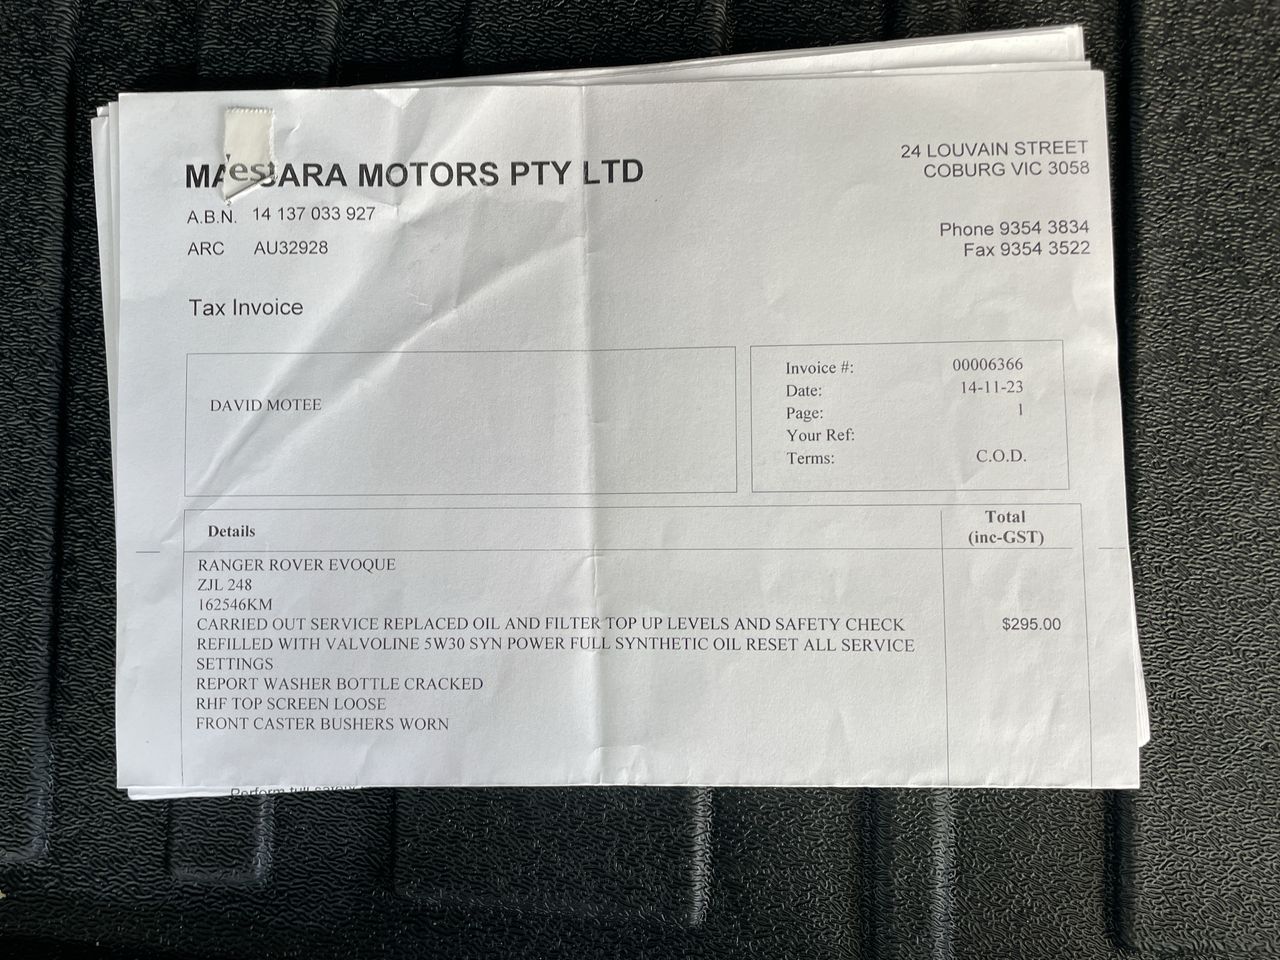 MOTORS PTY LTD
24 LOUVAIN STREET
COBURG VIC 3058
A.B.N. 14 137 033 927
ARC AU32928
Phone 9354 3834
Fax 9354 3522
Tax Invoice
DAVID MOTEE
Invoice #: 00006366
Date: 14-11-23
Page: 1
Your Ref:
Terms: C.O.D.
Details
Total
(inc-GST)
RANGER ROVER EVOQUE
ZJL 248
162546KM
CARRIED OUT SERVICE REPLACED OIL AND FILTER TOP UP LEVELS AND SAFETY CHECK $295.00
REFILLED WITH VALVOLINE 5W30 SYN POWER FULL SYNTHETIC OIL RESET ALL SERVICE
SETTINGS
REPORT WASHER BOTTLE CRACKED
RHF TOP SCREEN LOOSE
FRONT CASTER BUSHERS WORN
Perform full